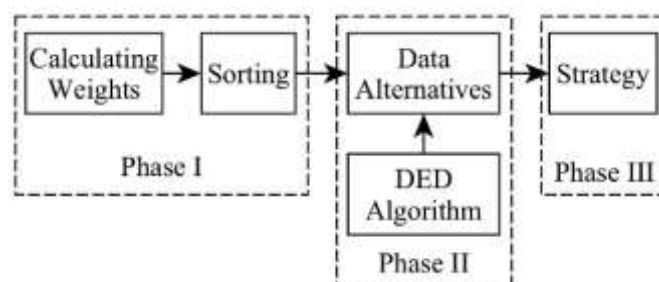 Calculating
Weights
Sorting
Phase I
Data
Alternatives
DED
Algorithm
Phase II
Strategy
Phase III